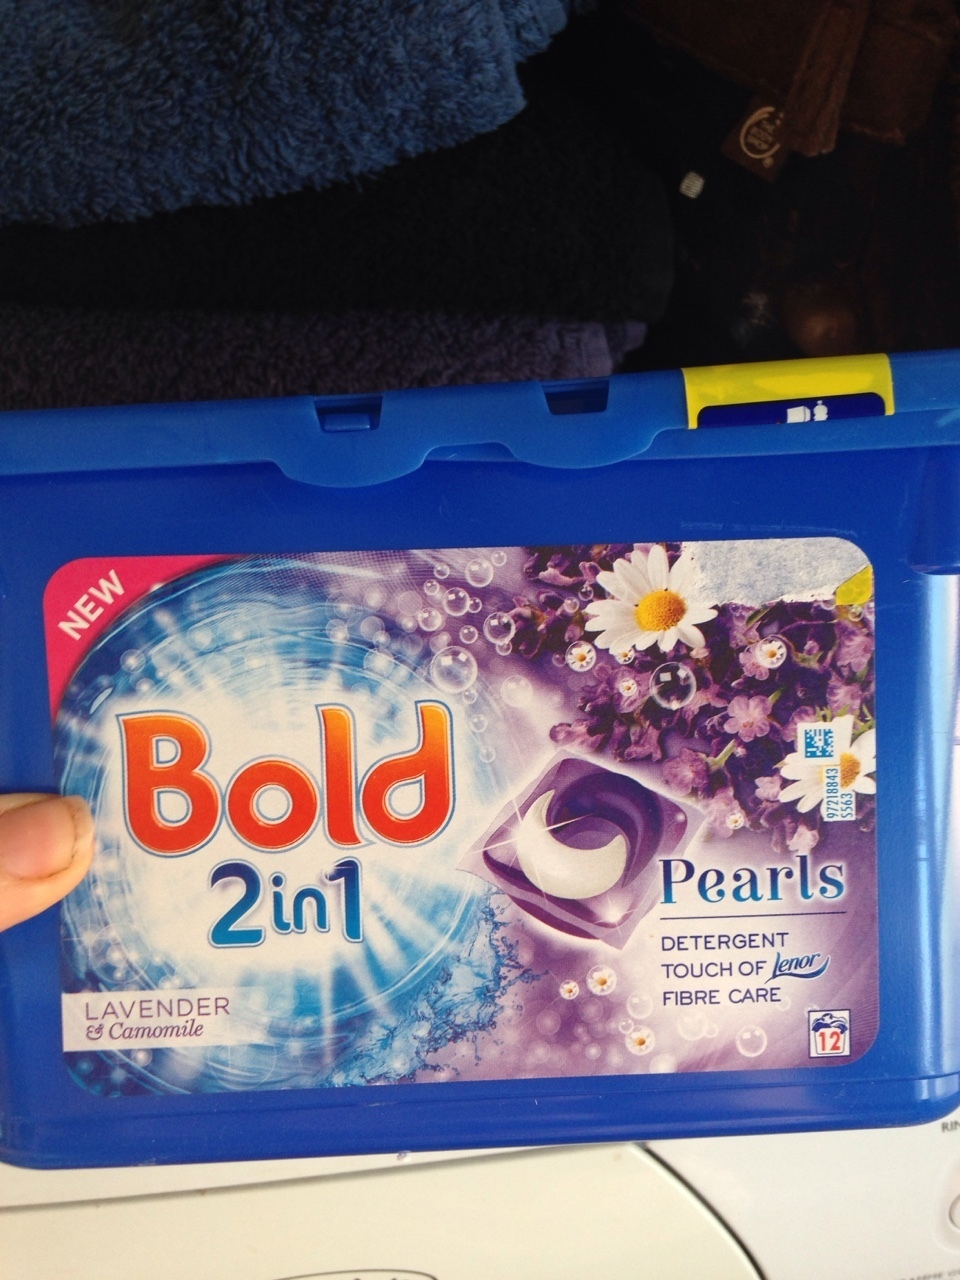 NEW
Bold
2in1
LAVENDER
& Camomile
Pearls
DETERGENT
TOUCH OF Lenor
FIBRE CARE
12
97218843
S563